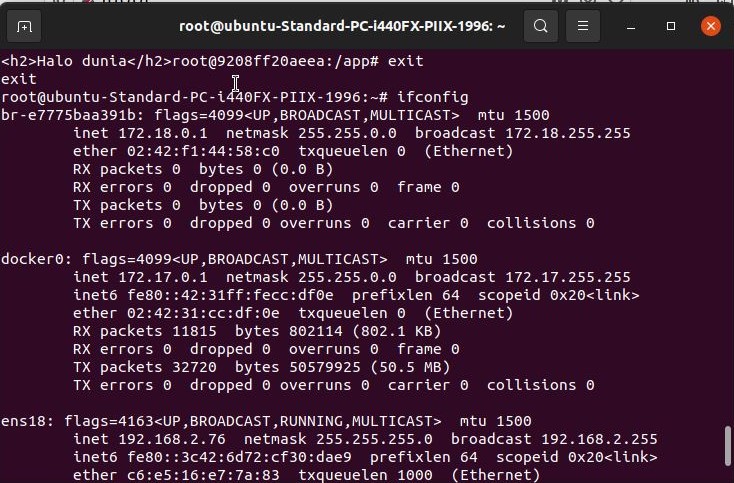 root@ubuntu-Standard-PC-i440FX-PIIX-1996: ~
<h2>Halo dunia</h2>root@9208ff20aeea:/app# exit
exit
root@ubuntu-Standard-PC-i440FX-PIIX-1996:~# ifconfig
br-e7775baa391b: flags=4099<UP,BROADCAST,MULTICAST>  mtu 1500
        inet 172.18.0.1  netmask 255.255.0.0  broadcast 172.18.255.255
        ether 02:42:f1:44:58:c0  txqueuelen 0  (Ethernet)
        RX packets 0  bytes 0 (0.0 B)
        RX errors 0  dropped 0  overruns 0  frame 0
        TX packets 0  bytes 0 (0.0 B)
        TX errors 0  dropped 0 overruns 0  carrier 0  collisions 0

docker0: flags=4099<UP,BROADCAST,MULTICAST>  mtu 1500
        inet 172.17.0.1  netmask 255.255.0.0  broadcast 172.17.255.255
        inet6 fe80::42:31ff:fecc:df0e  prefixlen 64  scopeid 0x20<link>
        ether 02:42:31:cc:df:0e  txqueuelen 0  (Ethernet)
        RX packets 11815  bytes 802114 (802.1 KB)
        RX errors 0  dropped 0  overruns 0  frame 0
        TX packets 32720  bytes 50579925 (50.5 MB)
        TX errors 0  dropped 0 overruns 0  carrier 0  collisions 0

ens18: flags=4163<UP,BROADCAST,RUNNING,MULTICAST>  mtu 1500
        inet 192.168.2.76  netmask 255.255.255.0  broadcast 192.168.2.255
        inet6 fe80::3c42:6d72:cf30:dae9  prefixlen 64  scopeid 0x20<link>
        ether c6:e5:16:e7:7a:83  txqueuelen 1000  (Ethernet)